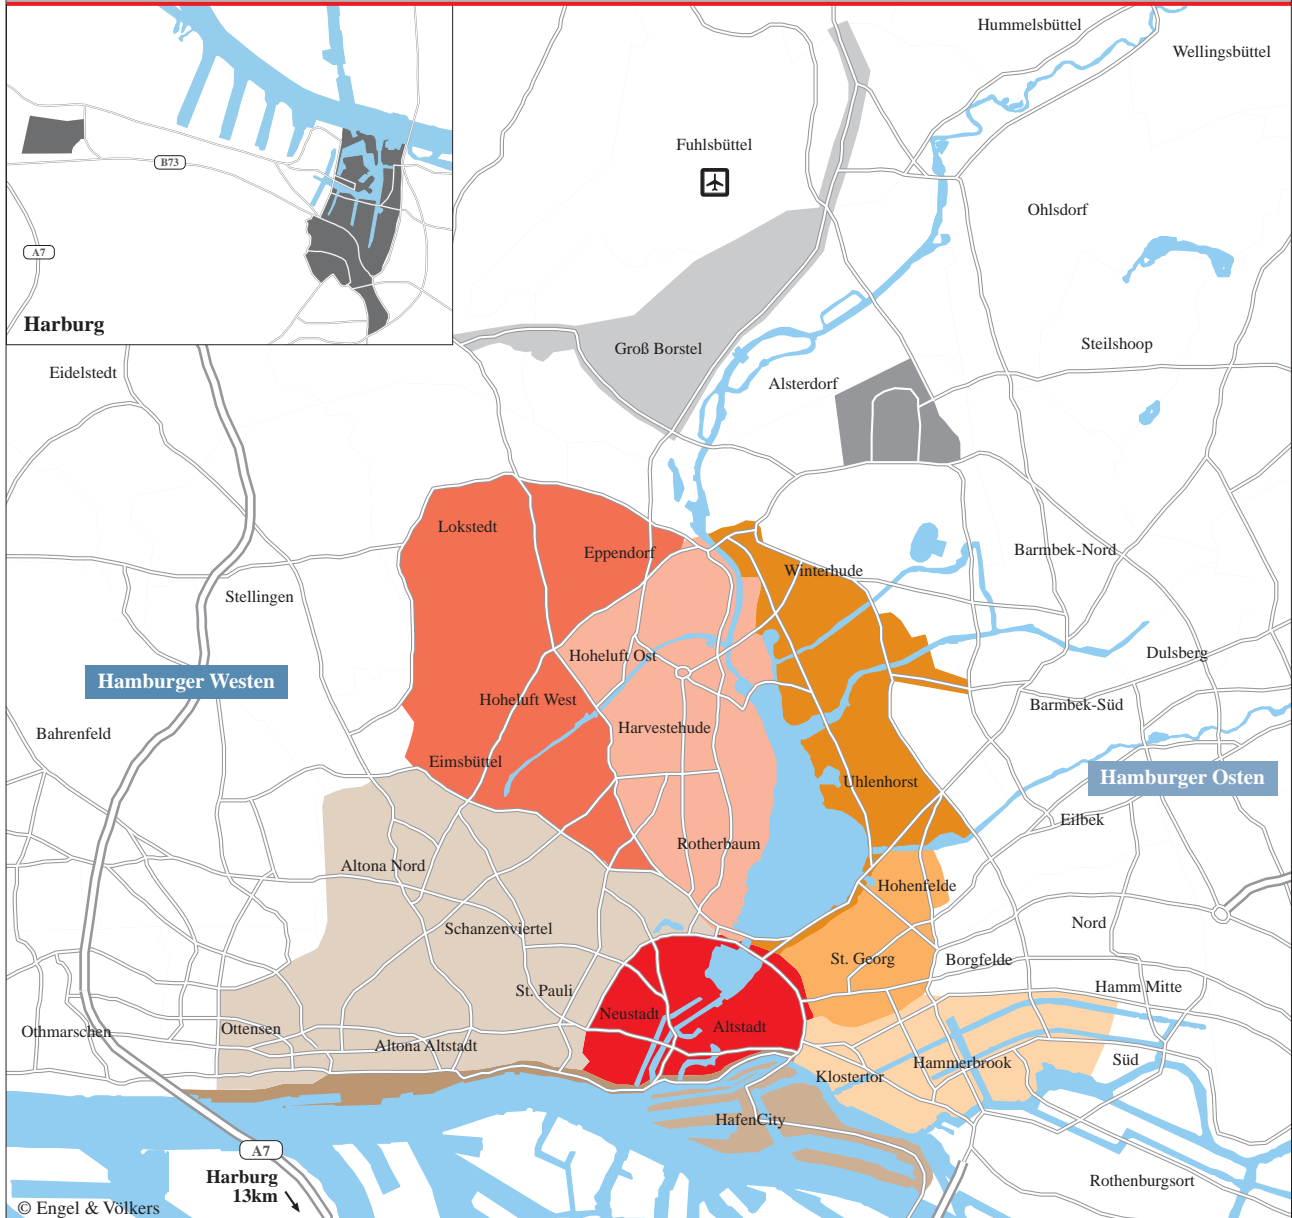 Hummelsbüttel
Wellingsbüttel
Fuhlsbüttel
B73
Ohlsdorf
A7
Harburg
Groß Borstel
Steilshoop
Eidelstedt
Alsterdorf
Lokstedt
Eppendorf
Barmbek-Nord
Winterhude
Stellingen
Hoheluft Ost
Dulsberg
Hamburger Westen
Hoheluft West
Barmbek-Süd
Harvestehude
Bahrenfeld
Eimsbüttel
Hamburger Osten
Uhlenhorst
Eilbek
Rotherbaum
Altona Nord
Hohenfelde
Nord
Schanzenviertel
St. Georg
Borgfelde
St. Pauli
Hamm Mitte
Neustadt
Altstadt
Othmarschen
Ottensen
Altona Altstadt
Hammerbrook
Süd
Klostertor
HafenCity
A7
Harburg
13km
Rothenburgsort
© Engel & Völkers